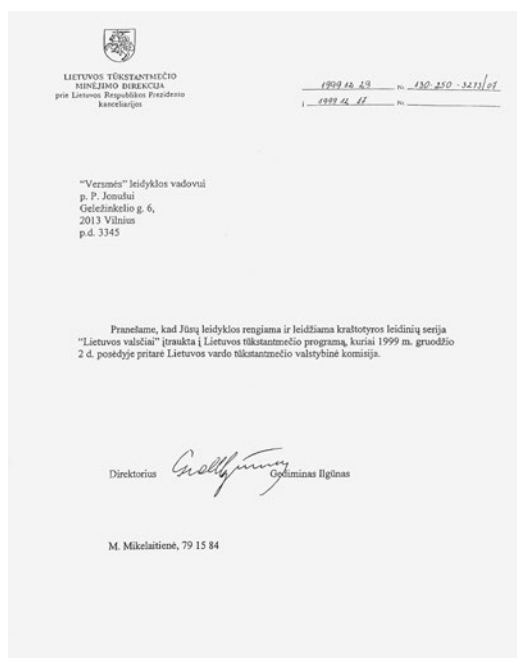 LIETUVOS TŪKSTANTMEČIO
MINĖJIMO DIREKCIJA
prie Lietuvos Respublikos Prezidento
kanceliarijos
1999 12 29 Nr. 130-250-3273/07
Į 1999 12 17 Nr.
"Versmės" leidyklos vadovui
p. P. Jonušui
Geležinkelio g. 6,
2013 Vilnius
p.d. 3345
Pranešame, kad Jūsų leidyklos rengiama ir leidžiama kraštotyros leidinių serija
"Lietuvos valsčiai" įtraukta į Lietuvos tūkstantmečio programą, kuriai 1999 m. gruodžio
2 d. posėdyje pritarė Lietuvos vardo tūkstantmečio valstybinė komisija.
Direktorius Gediminas Ilgūnas
M. Mikelaitienė, 79 15 84